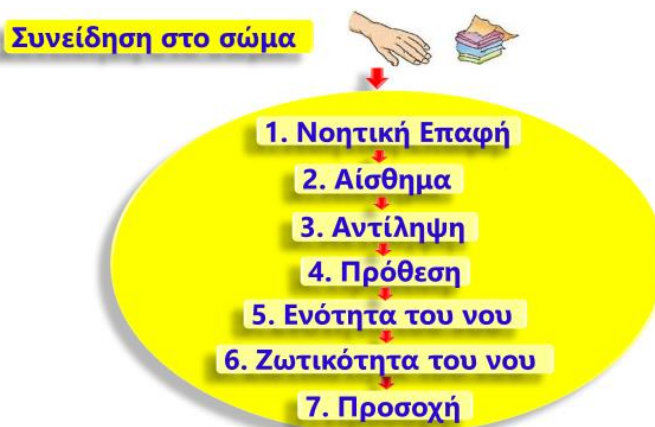 Συνείδηση στο σώμα
1. Νοητική Επαφή
2. Αίσθημα
3. Αντίληψη
4. Πρόθεση
5. Ενότητα του νου
6. Ζωτικότητα του νου
7. Προσοχή